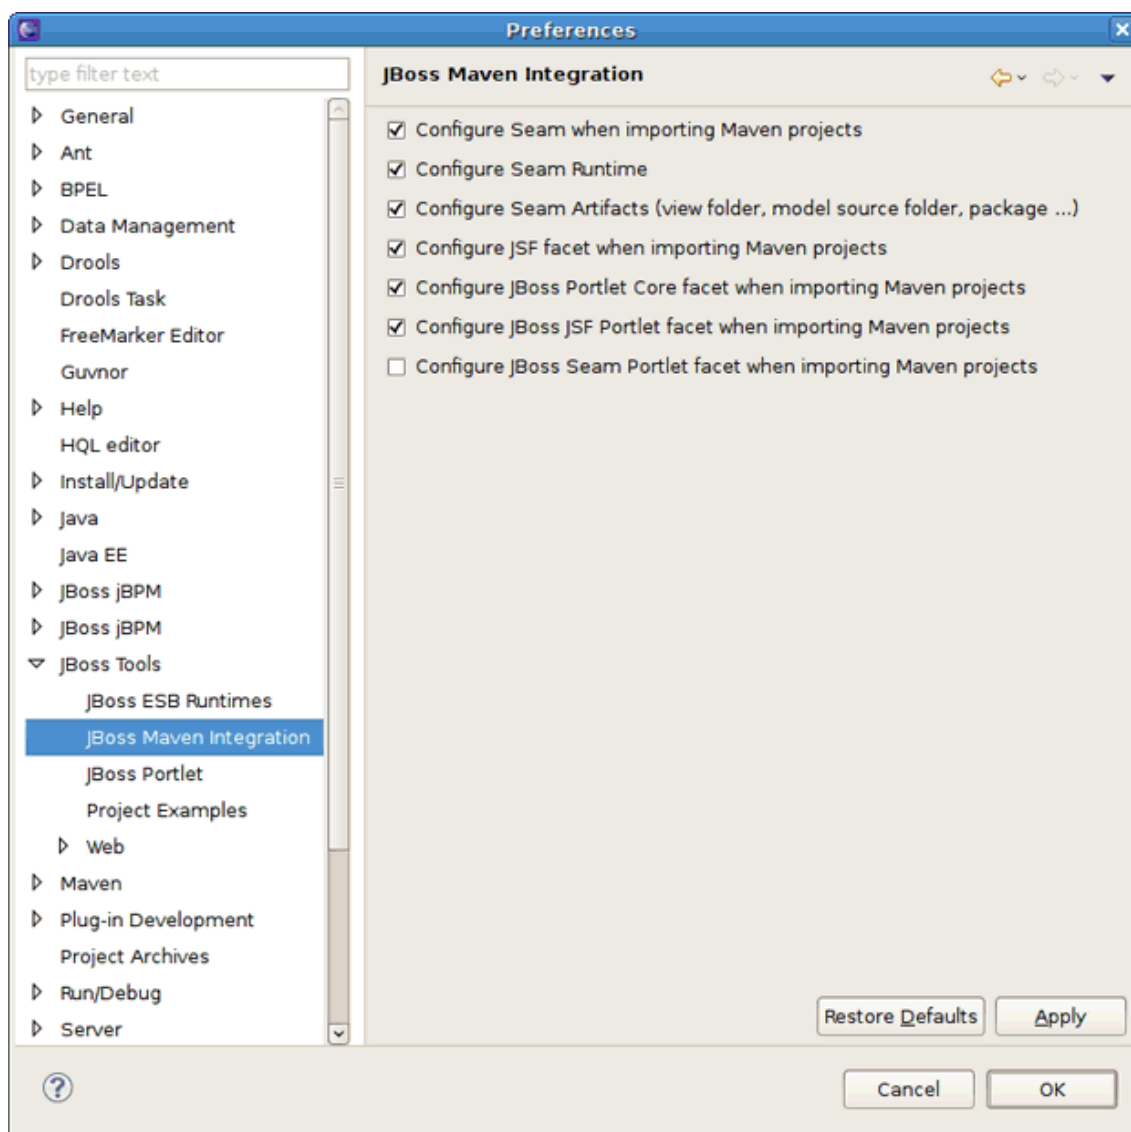 Preferences
type filter text
General
Ant
BPEL
Data Management
Drools
Drools Task
FreeMarker Editor
Guvnor
Help
HQL editor
Install/Update
Java
Java EE
JBoss jBPM
JBoss jBPM
JBoss Tools
JBoss ESB Runtimes
JBoss Maven Integration
JBoss Portlet
Project Examples
Web
Maven
Plug-in Development
Project Archives
Run/Debug
Server
JBoss Maven Integration
Configure Seam when importing Maven projects
Configure Seam Runtime
Configure Seam Artifacts (view folder, model source folder, package ...)
Configure JSF facet when importing Maven projects
Configure JBoss Portlet Core facet when importing Maven projects
Configure JBoss JSF Portlet facet when importing Maven projects
Configure JBoss Seam Portlet facet when importing Maven projects
Restore Defaults
Apply
?
Cancel
OK